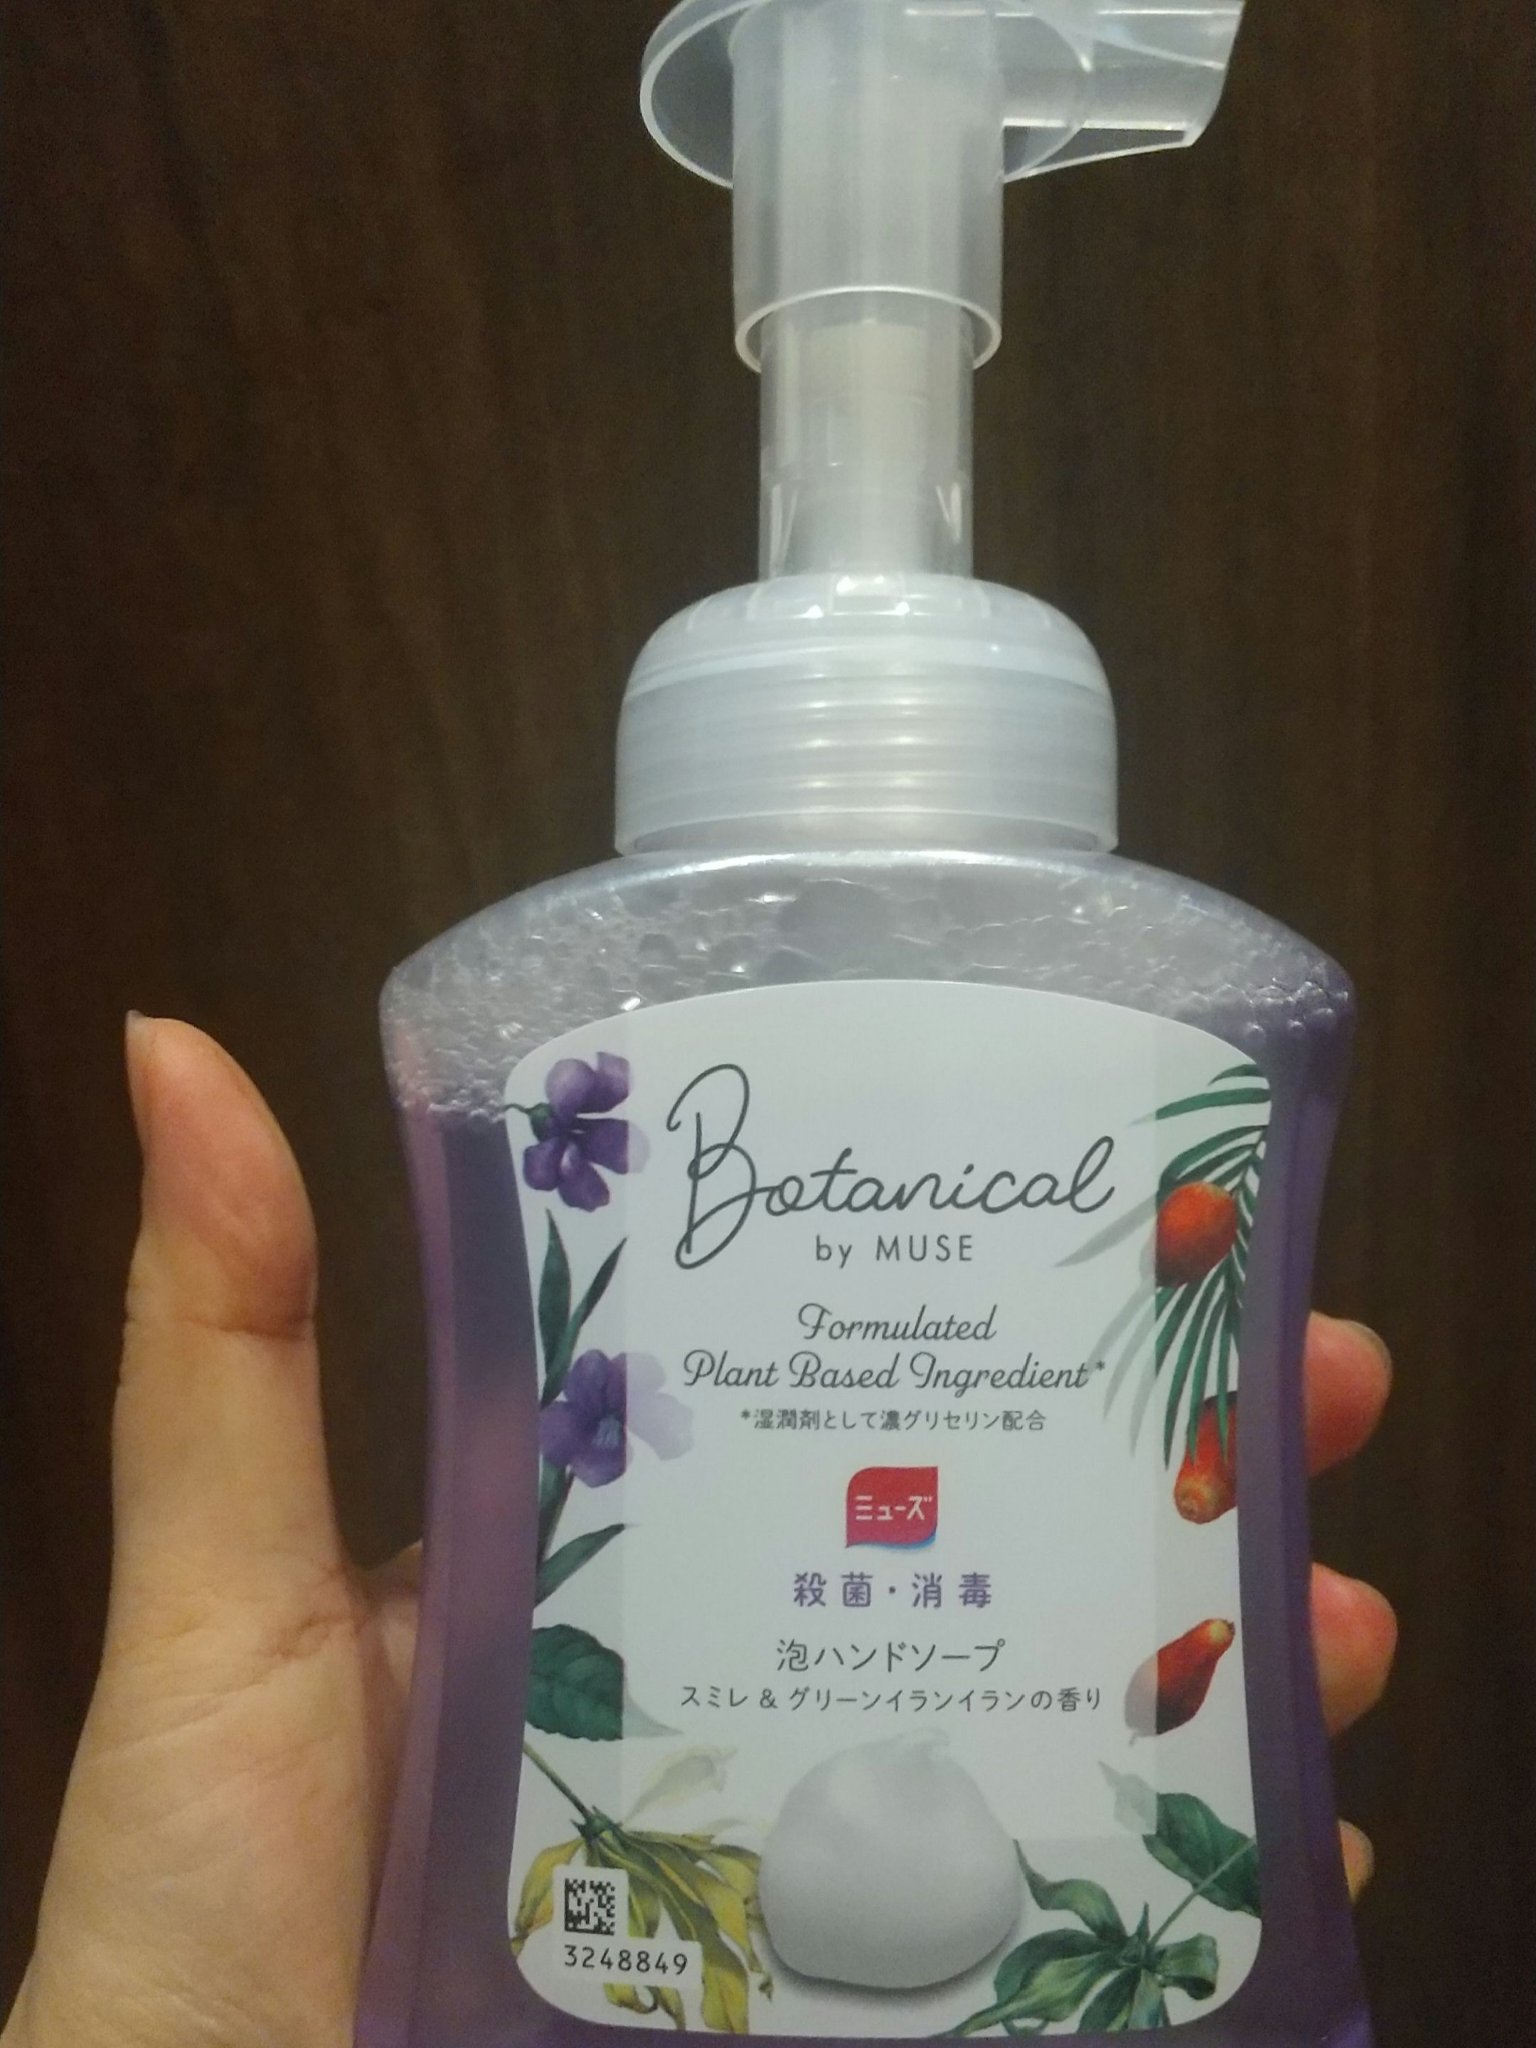 Botanical
by MUSE
Formulated
Plant Based Ingredient*
*湿潤剤として濃グリセリン配合
ミューズ
殺菌・消毒
泡ハンドソープ
スミレ & グリーンイランイランの香り
3248849